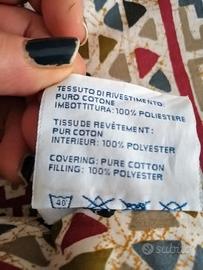 TESSUTO DI RIVESTIMENTO:
PURO COTONE
IMBOTTITURA: 100% POLIESTERE
TISSU DE REVÊTEMENT:
PUR COTON
INTERIEUR: 100% POLYESTER
COVERING: PURE COTTON
FILLING: 100% POLYESTER
40°
subito